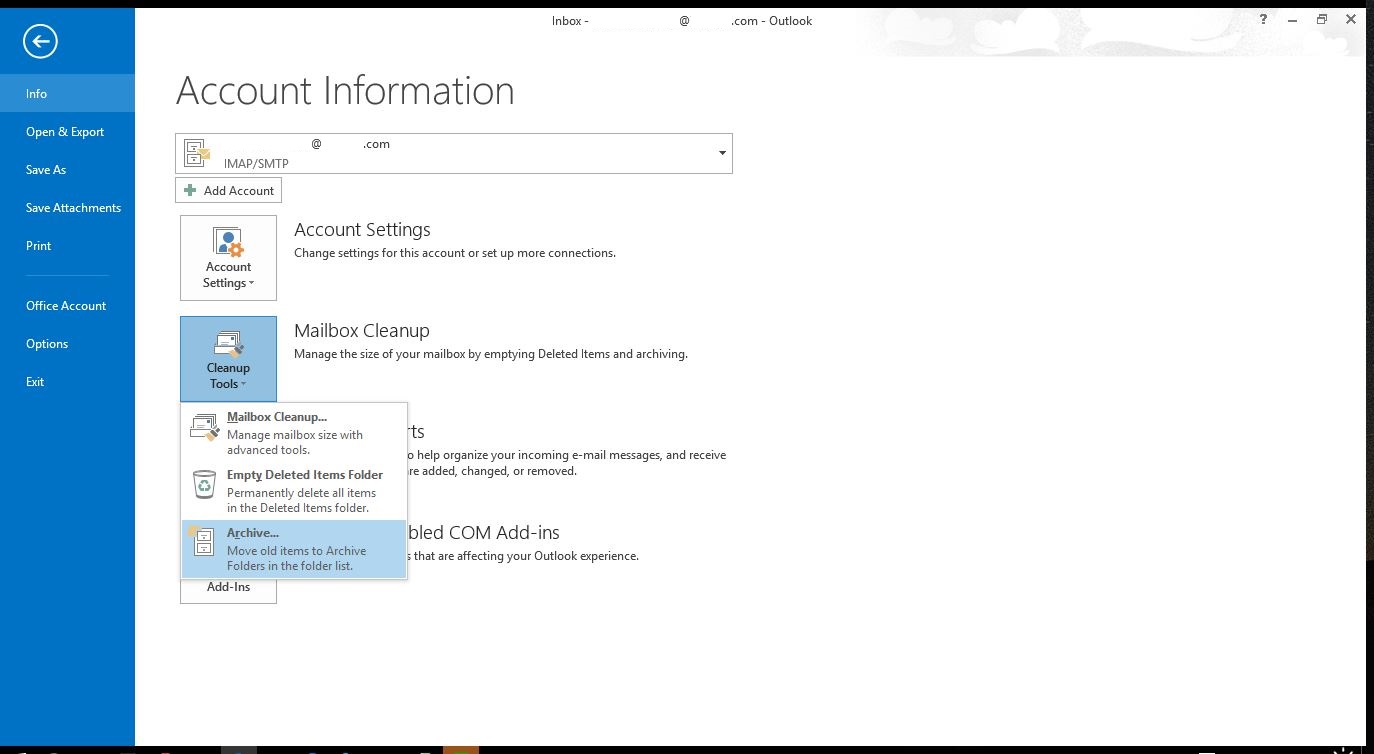 Inbox - @ .com - Outlook
?
Info
Open & Export
Save As
Save Attachments
Print
Office Account
Options
Exit
Account Information
@ .com
IMAP/SMTP
Add Account
Account
Settings
Account Settings
Change settings for this account or set up more connections.
Cleanup
Tools
Mailbox Cleanup
Manage the size of your mailbox by emptying Deleted Items and archiving.
Mailbox Cleanup...
Manage mailbox size with
advanced tools.
Empty Deleted Items Folder
Permanently delete all items
in the Deleted Items folder.
Archive...
Move old items to Archive
Folders in the folder list.
rts
o help organize your incoming e-mail messages, and receive
re added, changed, or removed.
bled COM Add-ins
s that are affecting your Outlook experience.
Add-Ins